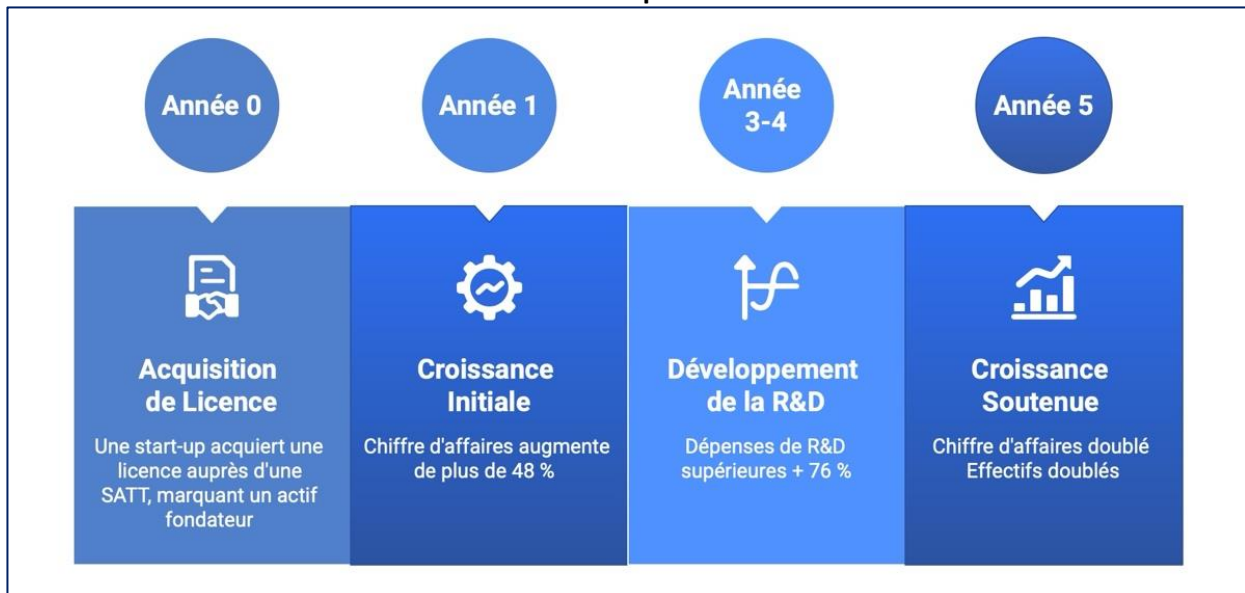 Année 0
Année 1
Année
3-4
Année 5
Acquisition
de Licence
Une start-up acquiert une
licence auprès d'une
SATT, marquant un actif
fondateur
Croissance
Initiale
Chiffre d'affaires augmente
de plus de 48 %
Développement
de la R&D
Dépenses de R&D
supérieures + 76 %
Croissance
Soutenue
Chiffre d'affaires doublé
Effectifs doublés